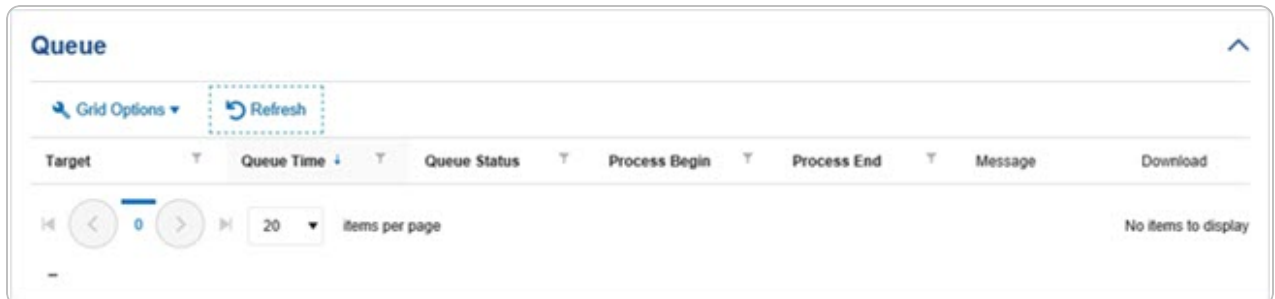 Queue
Grid Options Refresh
Target Queue Time Queue Status Process Begin Process End Message Download
0 20 items per page No items to display